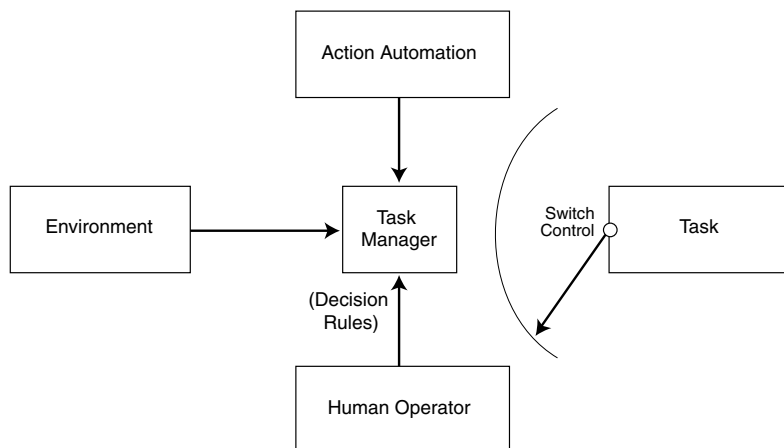 Action Automation
Environment
Task
Manager
Switch
Control
Task
(Decision
Rules)
Human Operator